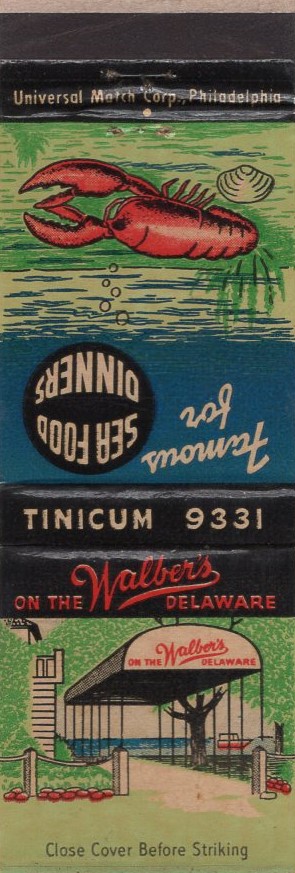 Universal Match Corp., Philadelphia
Famous
for
SEA FOOD
DINNERS
TINICUM 9331
Walber's
ON THE DELAWARE
Walber's
ON THE DELAWARE
Close Cover Before Striking